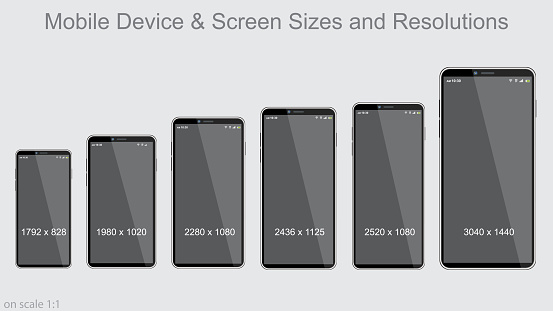 Mobile Device & Screen Sizes and Resolutions
1792 x 828
1980 x 1020
2280 x 1080
2436 x 1125
2520 x 1080
3040 x 1440
on scale 1:1